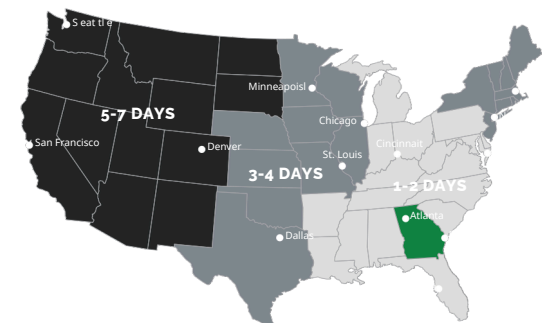 S eat tl e
Minneapoisl
5-7 DAYS
Chicago
San Francisco
Denver
Cincinnait
St. Louis
3-4 DAYS
1-2 DAYS
Atlanta
Dallas